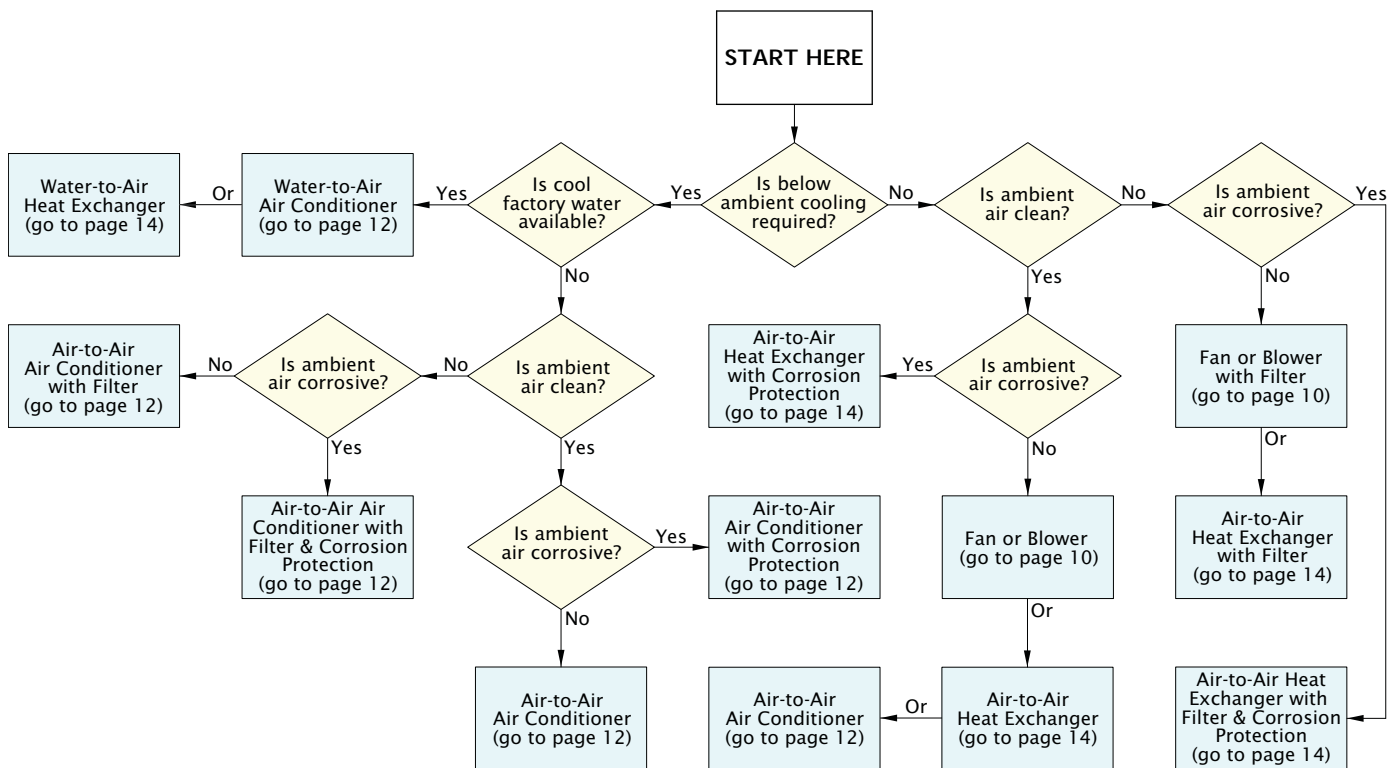 START HERE
Water-to-Air
Heat Exchanger
(go to page 14)
Or
Water-to-Air
Air Conditioner
(go to page 12)
Yes
Is cool
factory water
available?
Yes
Is below
ambient cooling
required?
No
Is ambient
air clean?
No
Is ambient
air corrosive?
Yes
No
Yes
No
Air-to-Air
Air Conditioner
with Filter
(go to page 12)
No
Is ambient
air corrosive?
No
Is ambient
air clean?
Air-to-Air
Heat Exchanger
with Corrosion
Protection
(go to page 14)
Yes
Is ambient
air corrosive?
Fan or Blower
with Filter
(go to page 10)
Yes
Yes
No
Or
Air-to-Air Air
Conditioner with
Filter & Corrosion
Protection
(go to page 12)
Is ambient
air corrosive?
Yes
Air-to-Air
Air Conditioner
with Corrosion
Protection
(go to page 12)
Fan or Blower
(go to page 10)
Air-to-Air
Heat Exchanger
with Filter
(go to page 14)
No
Or
Air-to-Air
Air Conditioner
(go to page 12)
Air-to-Air
Air Conditioner
(go to page 12)
Or
Air-to-Air
Heat Exchanger
(go to page 14)
Air-to-Air Heat
Exchanger with
Filter & Corrosion
Protection
(go to page 14)